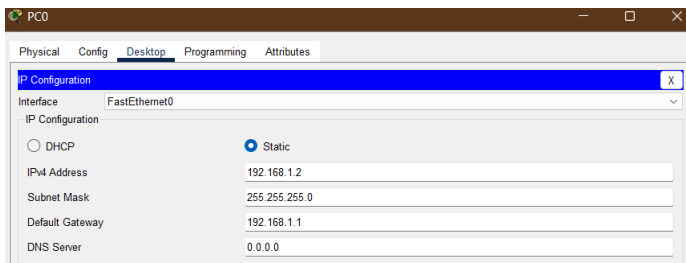 PC0
Physical Config Desktop Programming Attributes
IP Configuration X
Interface FastEthernet0
IP Configuration
DHCP Static
IPv4 Address 192.168.1.2
Subnet Mask 255.255.255.0
Default Gateway 192.168.1.1
DNS Server 0.0.0.0